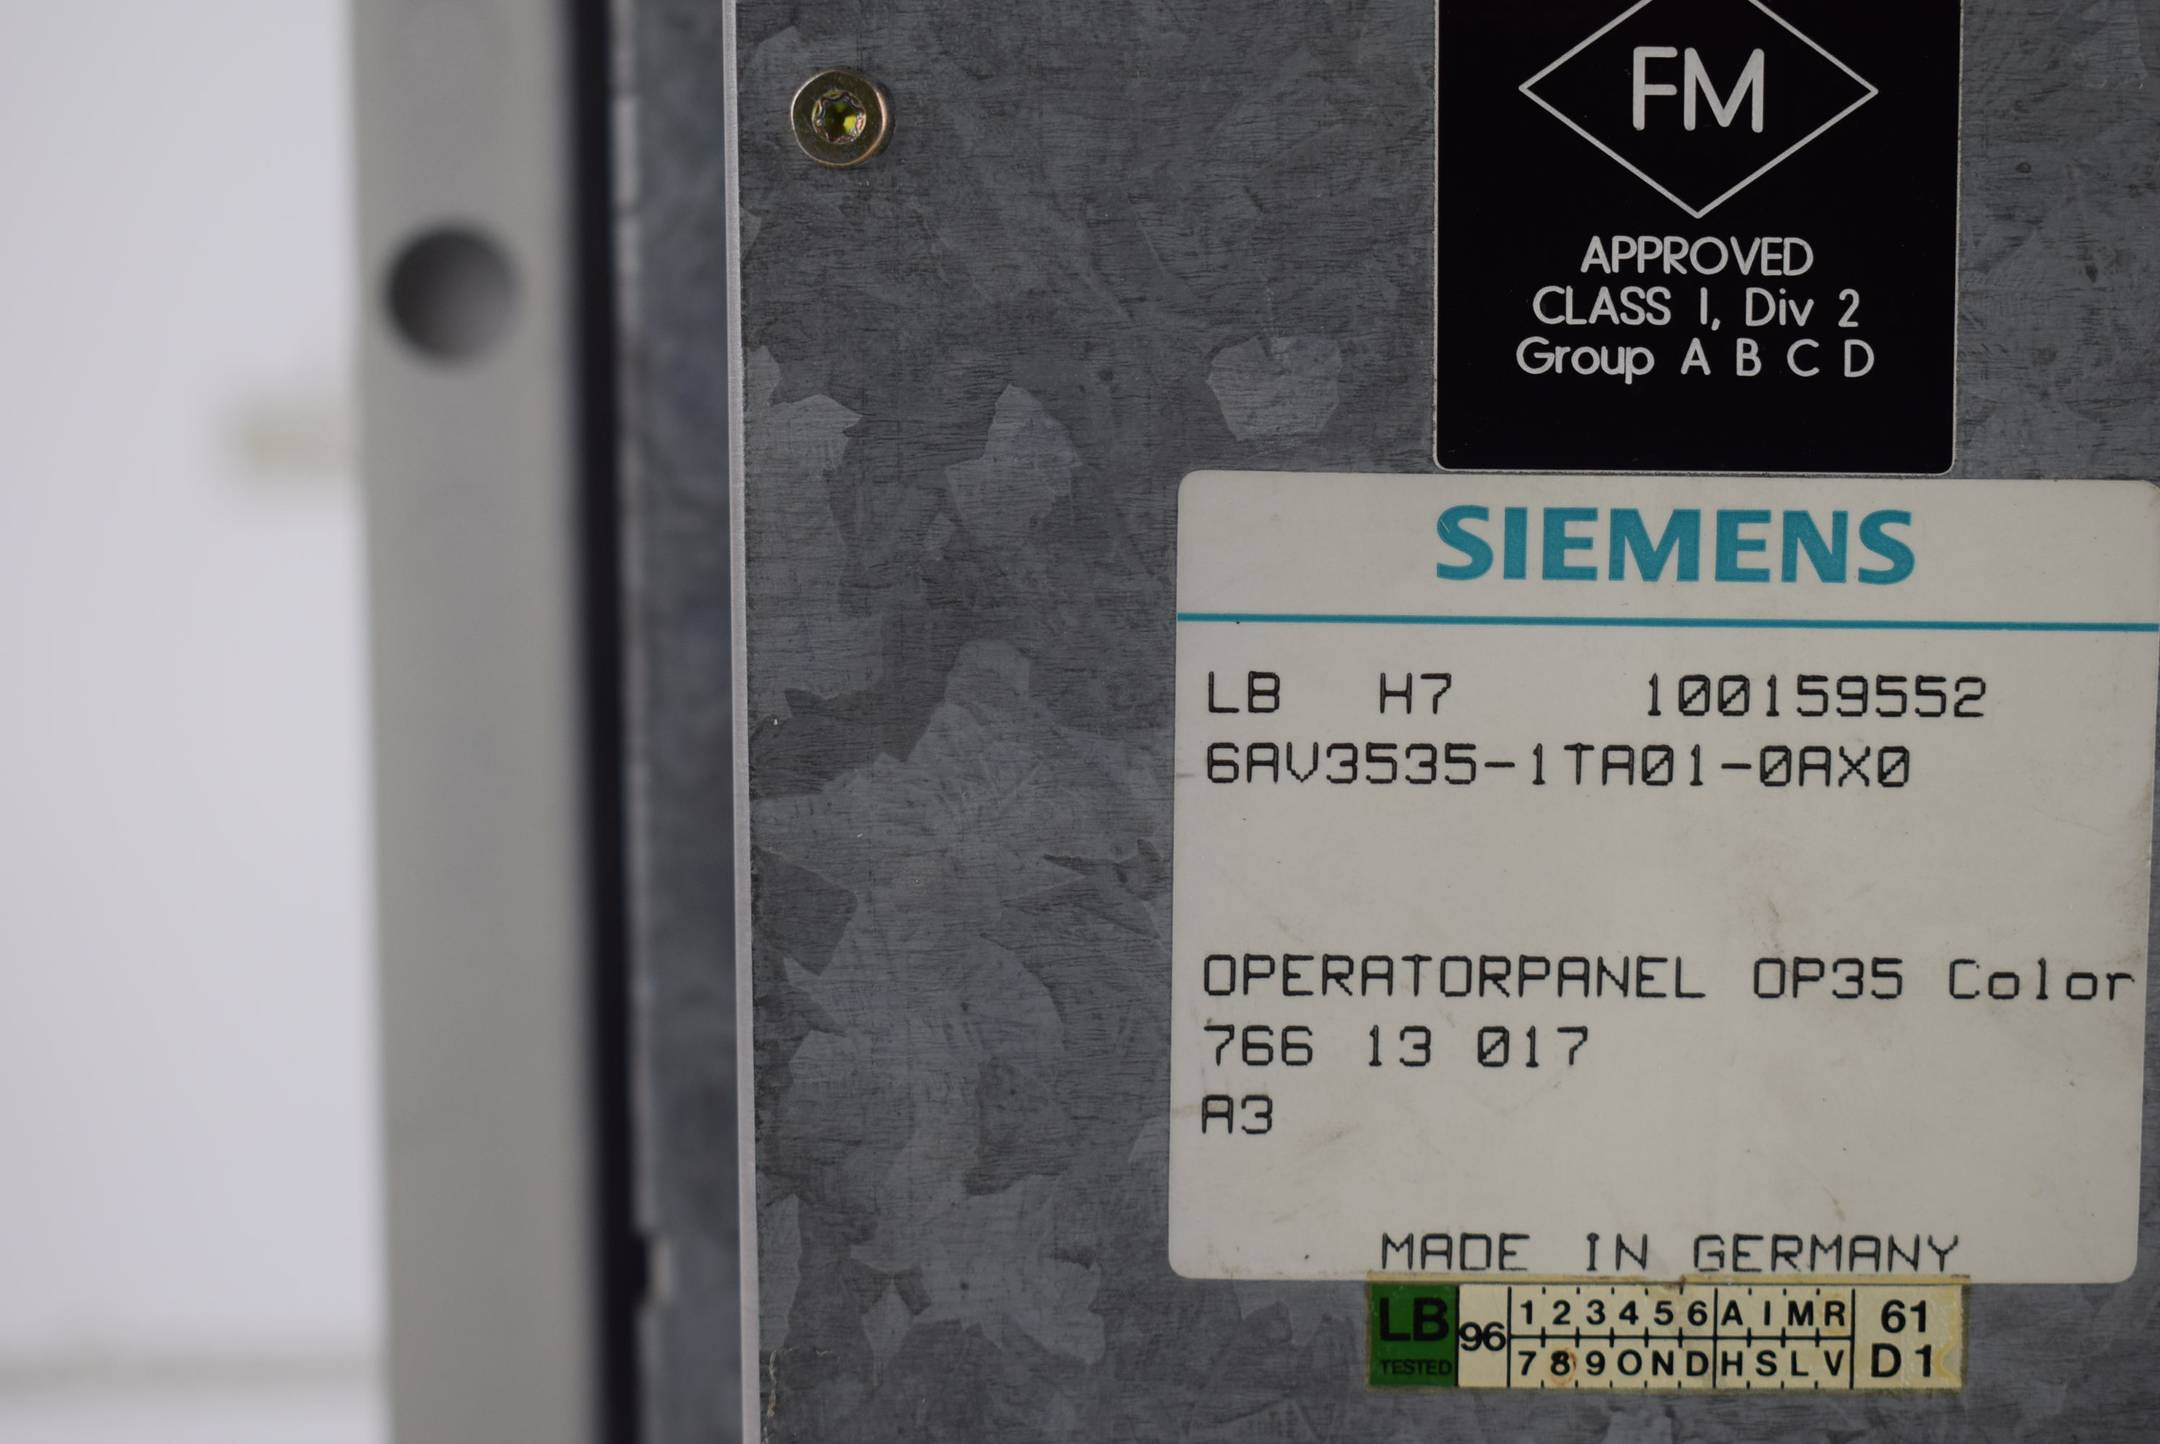 FM
APPROVED
CLASS I, Div 2
Group A B C D
SIEMENS
LB H7 100159552
6AV3535-1TA01-0AX0
OPERATORPANEL OP35 Color
766 13 017
A3
MADE IN GERMANY
LB TESTED 96 1 2 3 4 5 6 A I M R 61
7 8 9 O N D H S L V D 1